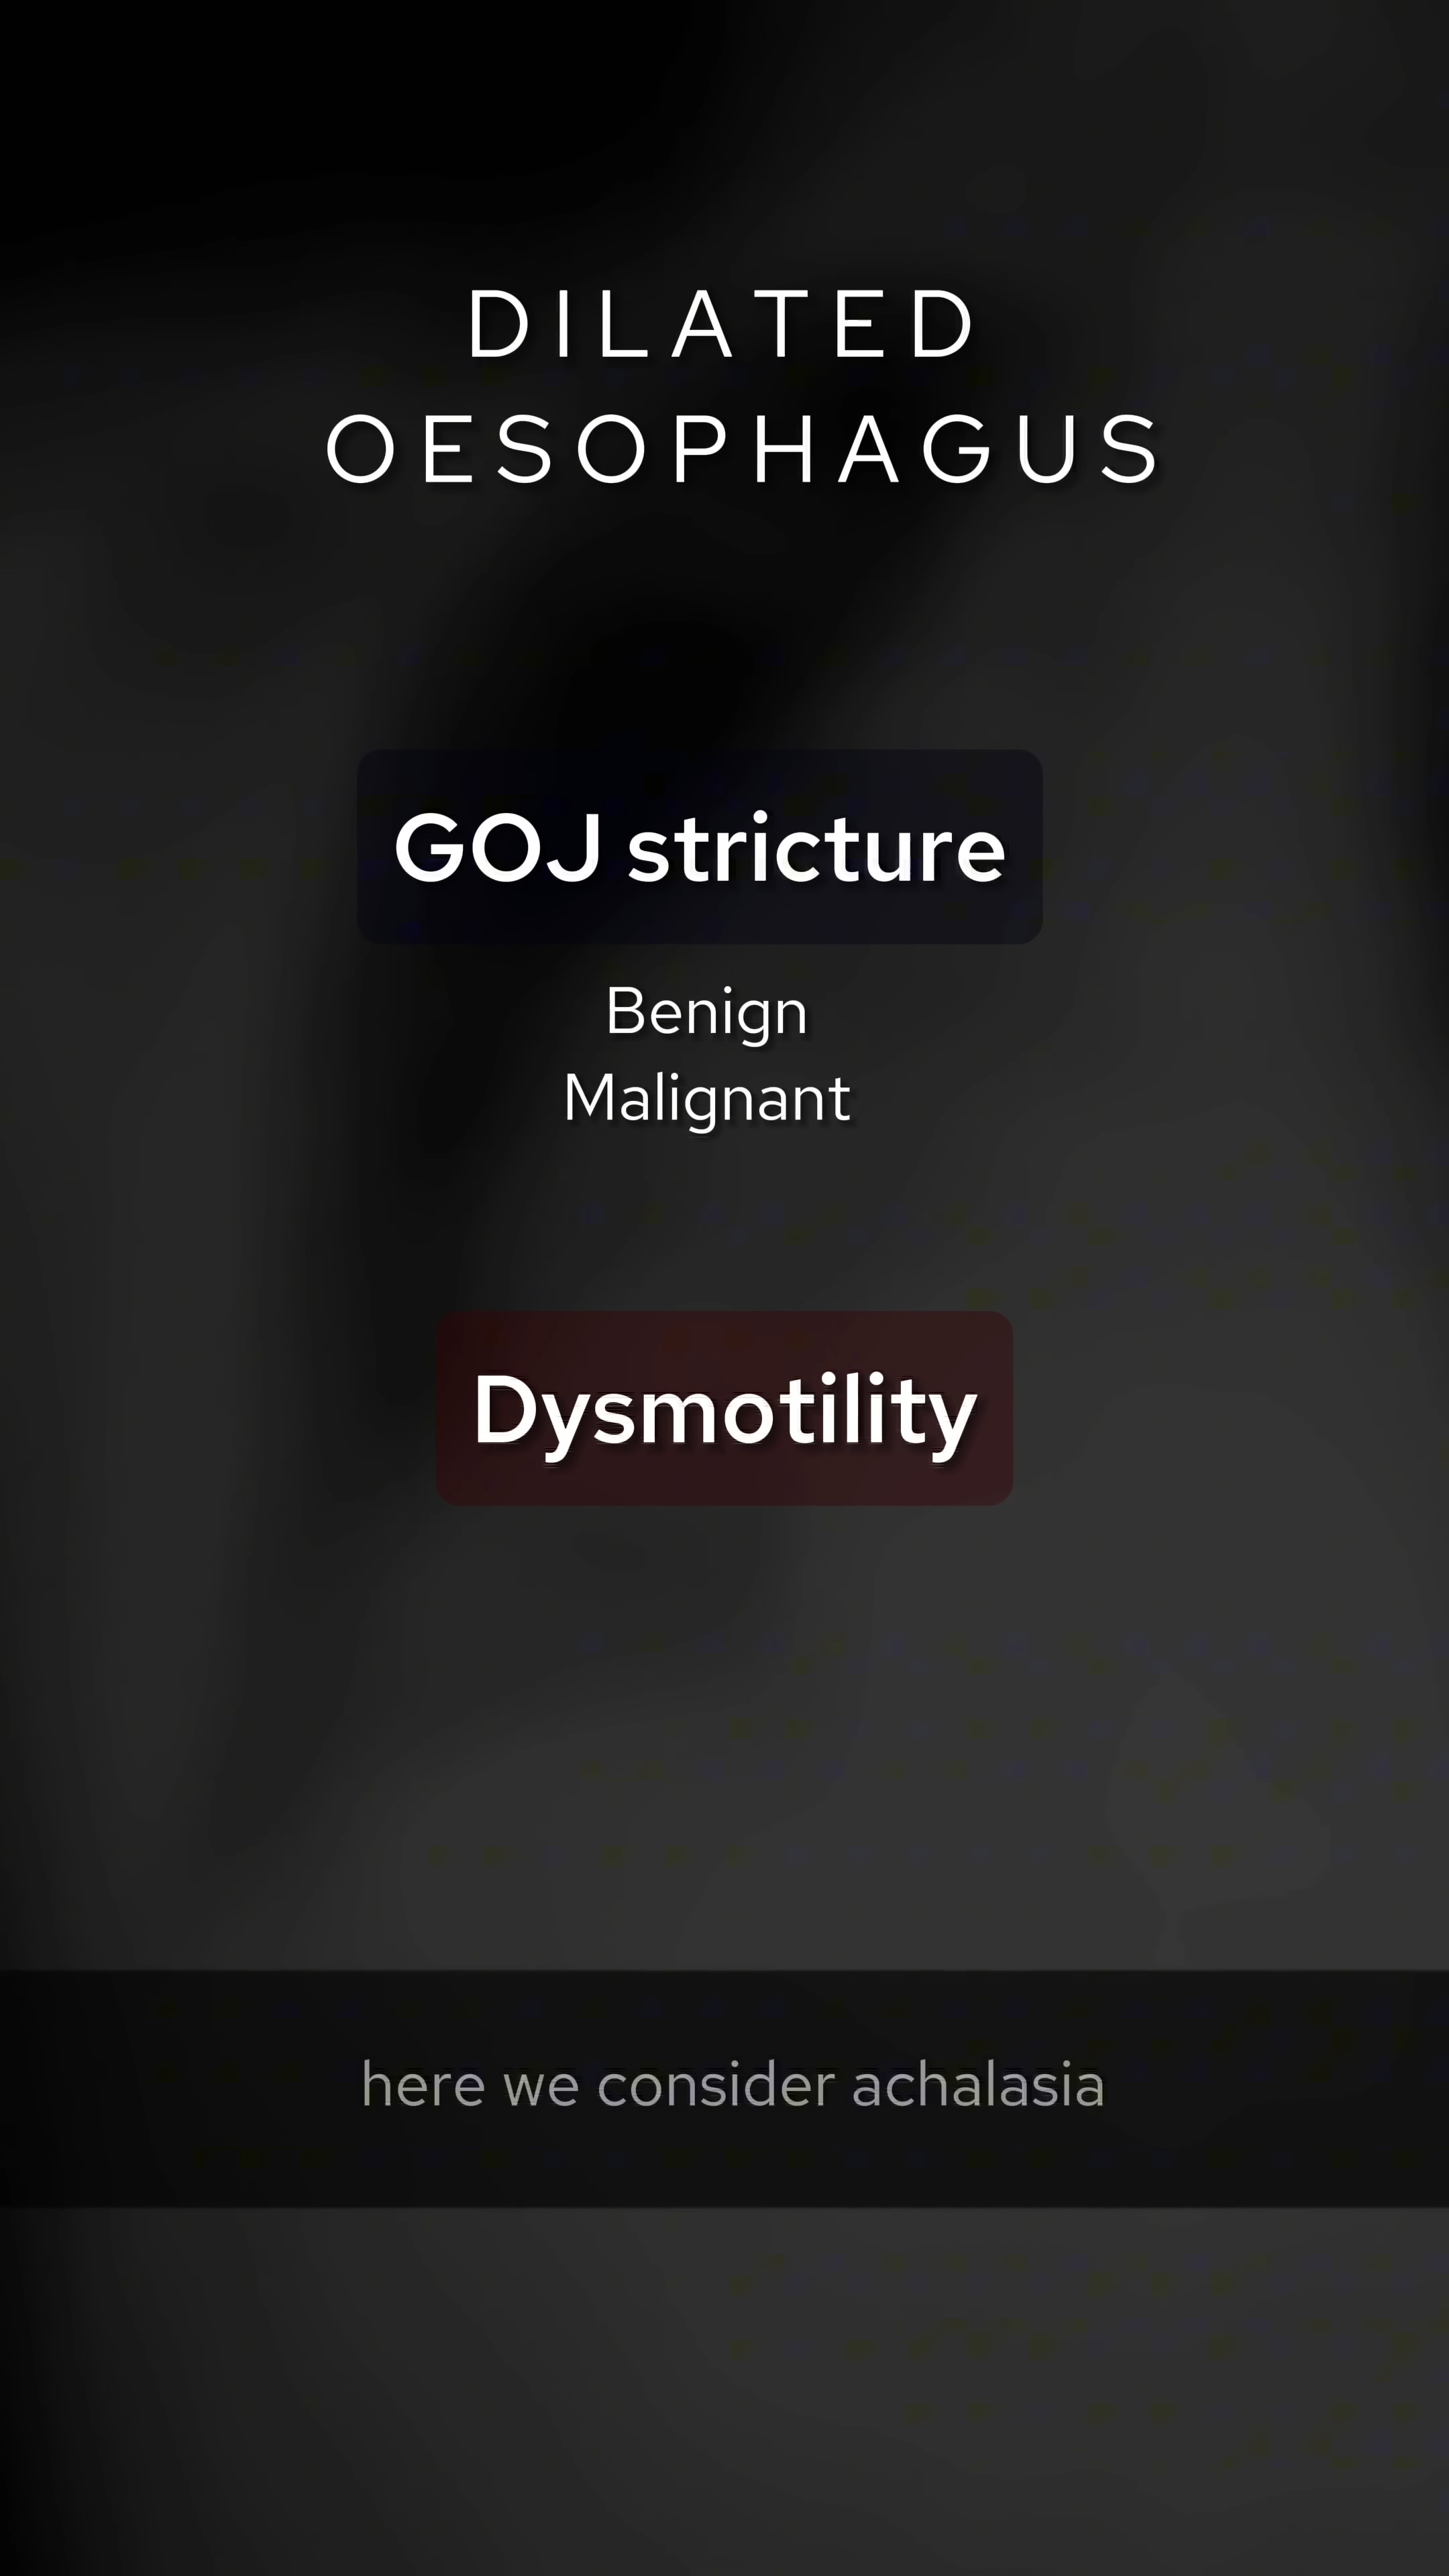 DILATED
OESOPHAGUS
GOJ stricture
Benign
Malignant
Dysmotility
here we consider achalasia